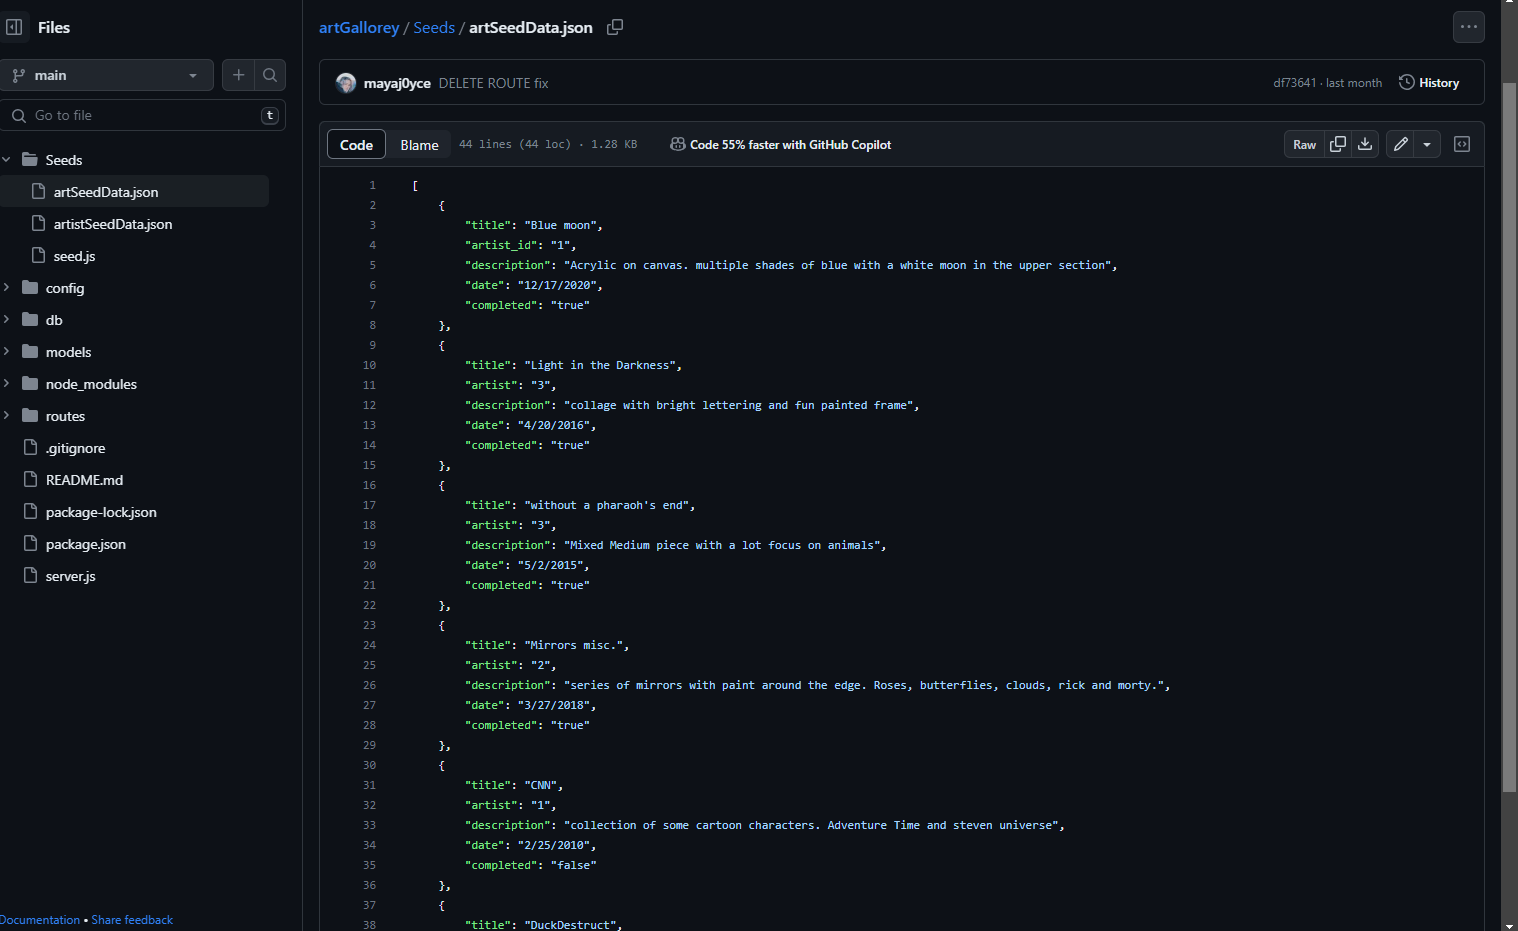 Files
main
Go to file
t
Seeds
artSeedData.json
artistSeedData.json
seed.js
config
db
models
node_modules
routes
.gitignore
README.md
package-lock.json
package.json
server.js
Documentation • Share feedback
artGallorey / Seeds / artSeedData.json
mayaj0yce DELETE ROUTE fix
df73641 · last month
History
Code
Blame
44 lines (44 loc) · 1.28 KB
Code 55% faster with GitHub Copilot
Raw
1 [
2 {
3 "title": "Blue moon",
4 "artist_id": "1",
5 "description": "Acrylic on canvas. multiple shades of blue with a white moon in the upper section",
6 "date": "12/17/2020",
7 "completed": "true"
8 },
9 {
10 "title": "Light in the Darkness",
11 "artist": "3",
12 "description": "collage with bright lettering and fun painted frame",
13 "date": "4/20/2016",
14 "completed": "true"
15 },
16 {
17 "title": "without a pharaoh's end",
18 "artist": "3",
19 "description": "Mixed Medium piece with a lot focus on animals",
20 "date": "5/2/2015",
21 "completed": "true"
22 },
23 {
24 "title": "Mirrors misc.",
25 "artist": "2",
26 "description": "series of mirrors with paint around the edge. Roses, butterflies, clouds, rick and morty.",
27 "date": "3/27/2018",
28 "completed": "true"
29 },
30 {
31 "title": "CNN",
32 "artist": "1",
33 "description": "collection of some cartoon characters. Adventure Time and steven universe",
34 "date": "2/25/2010",
35 "completed": "false"
36 },
37 {
38 "title": "DuckDestruct",